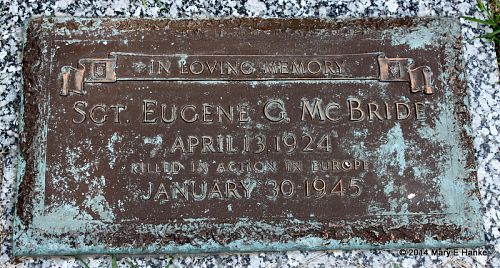 IN LOVING MEMORY
SGT. EUGENE G. MCBRIDE
APRIL 13, 1924
KILLED IN ACTION IN EUROPE
JANUARY 30, 1945
© 2014 Mary E Hanke